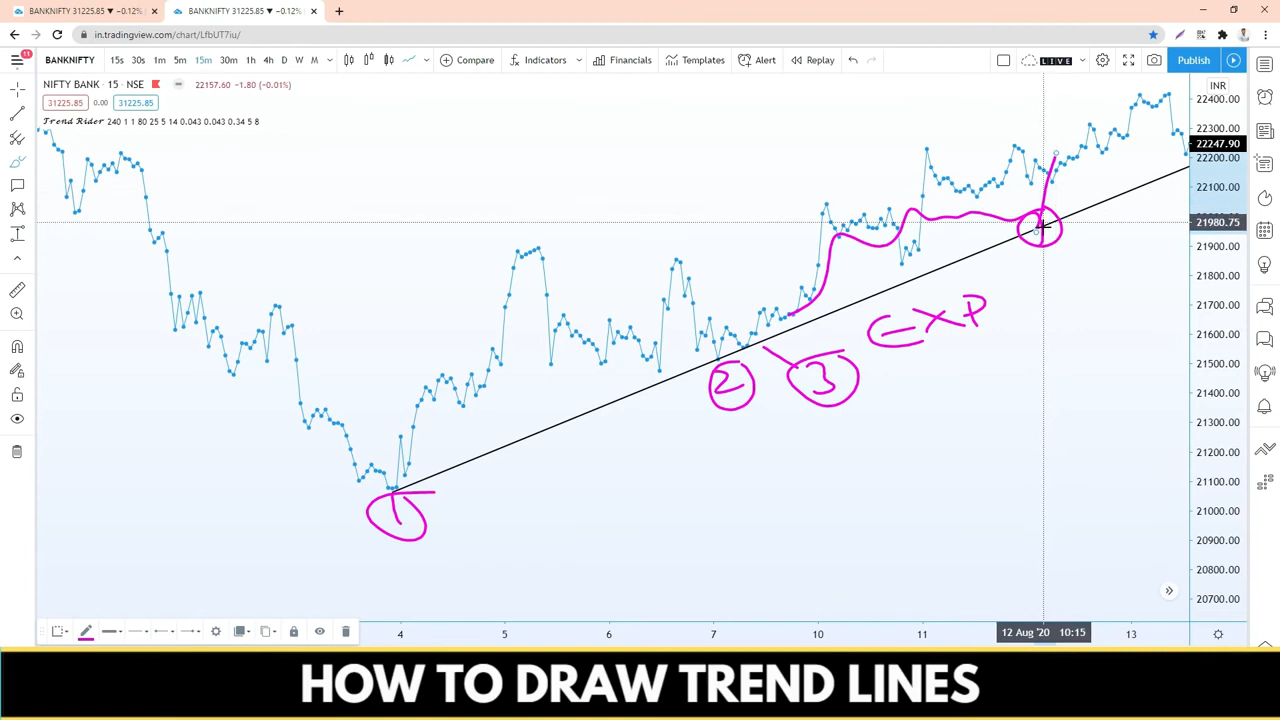 BANKNIFTY 31225.85 ▼ −0.12% ×
BANKNIFTY 31225.85 ▼ −0.12% ×
in.tradingview.com/chart/LfbUT7iu/
11
BANKNIFTY 15s 30s 1m 5m 15m 30m 1h 4h D W M Compare Indicators Financials Templates Alert Replay LIVE Publish
NIFTY BANK · 15 · NSE 22157.60 −1.80 (−0.01%)
31225.85 0.00 31225.85
Trend Rider 240 1 1 80 25 5 14 0.043 0.043 0.34 5 8
INR
22400.00
22300.00
22247.90
22200.00
22100.00
21980.75
21900.00
21800.00
21700.00
21600.00
21500.00
21400.00
21300.00
21200.00
21100.00
21000.00
20900.00
20800.00
20700.00
EXP
2
3
1
4 5 6 7 10 11 12 Aug '20 10:15 13
HOW TO DRAW TREND LINES